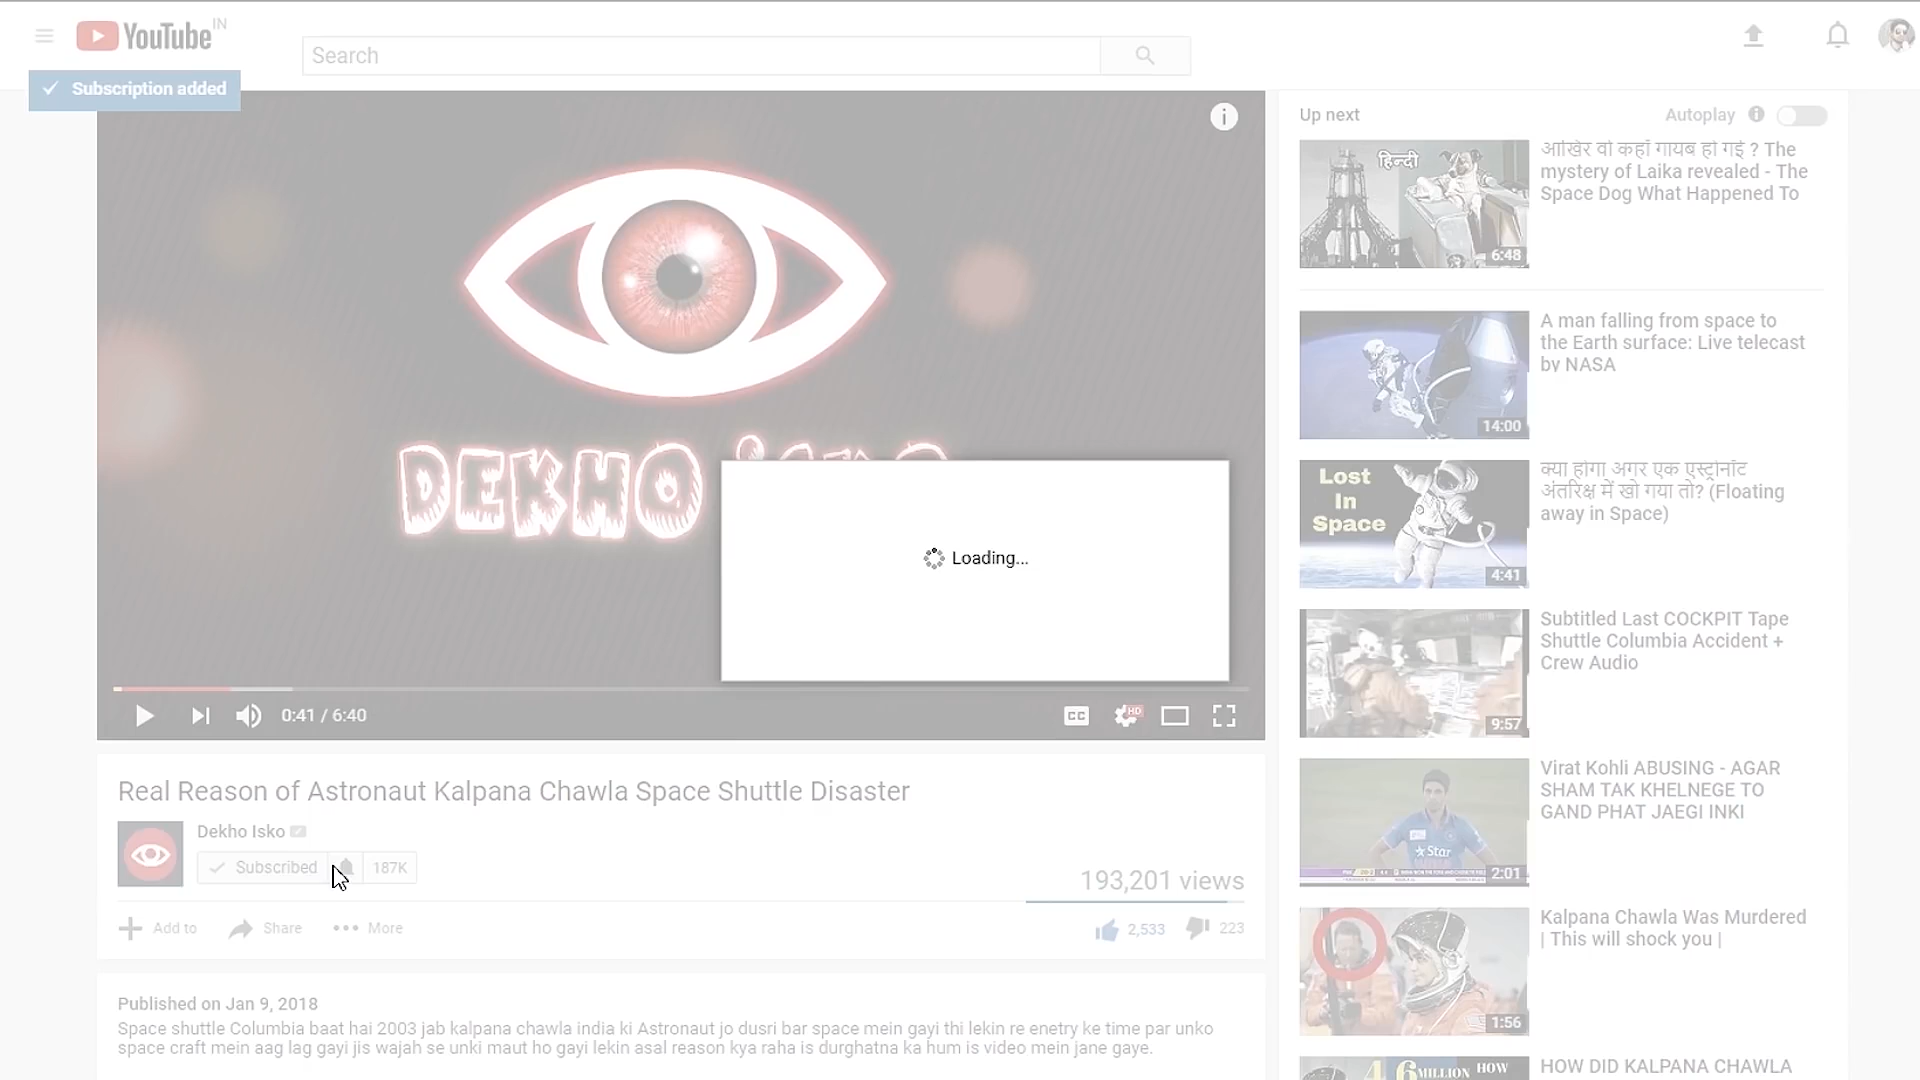 YouTube IN
Search
Subscription added
DEKHO
Loading...
0:41 / 6:40
CC
HD
Real Reason of Astronaut Kalpana Chawla Space Shuttle Disaster
Dekho Isko
Subscribed
187K
193,201 views
Add to
Share
More
2,533
223
Published on Jan 9, 2018
Space shuttle Columbia baat hai 2003 jab kalpana chawla india ki Astronaut jo dusri bar space mein gayi thi lekin re enetry ke time par unko
space craft mein aag lag gayi jis wajah se unki maut ho gayi lekin asal reason kya raha is durghatna ka hum is video mein jane gaye.
Up next
Autoplay
हिन्दी
6:48
आखिर वो कहाँ गायब हो गई ? The
mystery of Laika revealed - The
Space Dog What Happened To
14:00
A man falling from space to
the Earth surface: Live telecast
by NASA
Lost
In
Space
4:41
क्या होगा अगर एक एस्ट्रोनॉट
अंतरिक्ष में खो गया तो? (Floating
away in Space)
9:57
Subtitled Last COCKPIT Tape
Shuttle Columbia Accident +
Crew Audio
Star
2:01
Virat Kohli ABUSING - AGAR
SHAM TAK KHELNEGE TO
GAND PHAT JAEGI INKI
1:56
Kalpana Chawla Was Murdered
| This will shock you |
4.6 MILLION HOW
HOW DID KALPANA CHAWLA